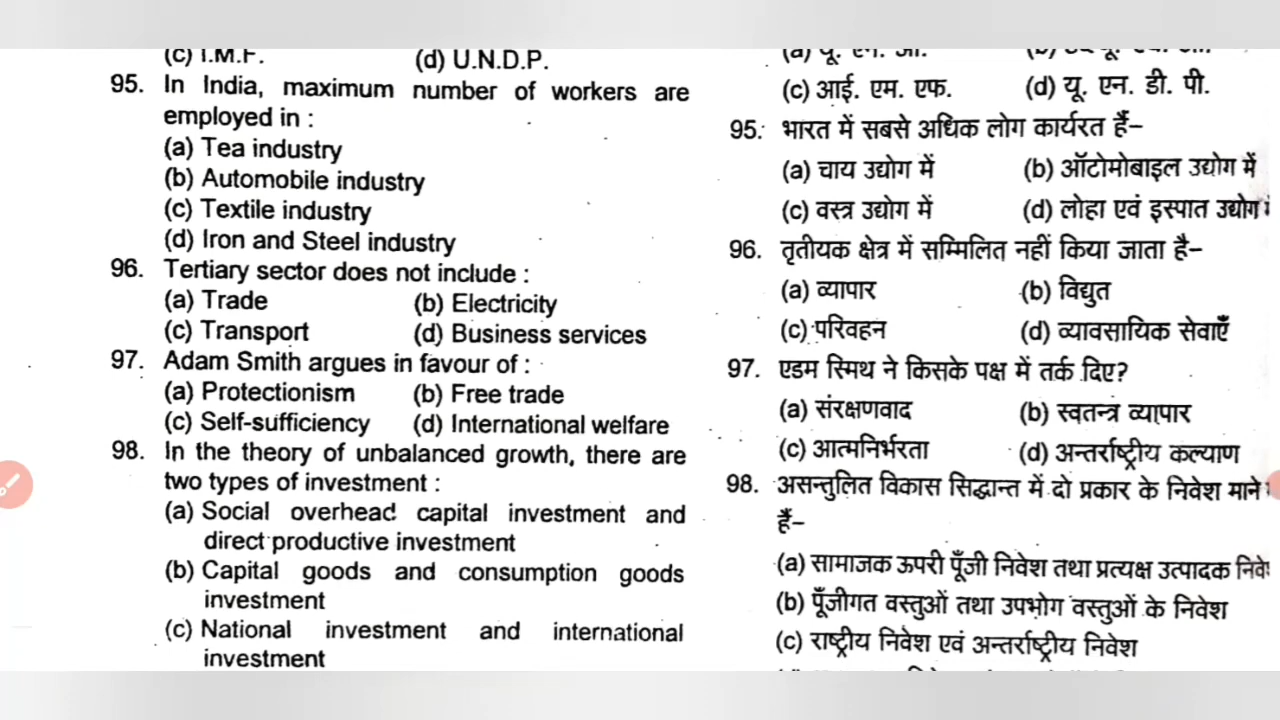 (c) I.M.F. (d) U.N.D.P.
95. In India, maximum number of workers are
employed in :
(a) Tea industry
(b) Automobile industry
(c) Textile industry
(d) Iron and Steel industry
96. Tertiary sector does not include :
(a) Trade (b) Electricity
(c) Transport (d) Business services
97. Adam Smith argues in favour of :
(a) Protectionism (b) Free trade
(c) Self-sufficiency (d) International welfare
98. In the theory of unbalanced growth, there are
two types of investment :
(a) Social overhead capital investment and
direct productive investment
(b) Capital goods and consumption goods
investment
(c) National investment and international
investment
(a) यू. एन. ओ. (b)
(c) आई. एम. एफ. (d) यू. एन. डी. पी.
95. भारत में सबसे अधिक लोग कार्यरत हैं–
(a) चाय उद्योग में (b) ऑटोमोबाइल उद्योग में
(c) वस्त्र उद्योग में (d) लोहा एवं इस्पात उद्योग
96. तृतीयक क्षेत्र में सम्मिलित नहीं किया जाता है–
(a) व्यापार (b) विद्युत
(c) परिवहन (d) व्यावसायिक सेवाएँ
97. एडम स्मिथ ने किसके पक्ष में तर्क दिए?
(a) संरक्षणवाद (b) स्वतन्त्र व्यापार
(c) आत्मनिर्भरता (d) अन्तर्राष्ट्रीय कल्याण
98. असन्तुलित विकास सिद्धान्त में दो प्रकार के निवेश माने
हैं–
(a) सामाजक ऊपरी पूँजी निवेश तथा प्रत्यक्ष उत्पादक
(b) पूँजीगत वस्तुओं तथा उपभोग वस्तुओं के निवेश
(c) राष्ट्रीय निवेश एवं अन्तर्राष्ट्रीय निवेश